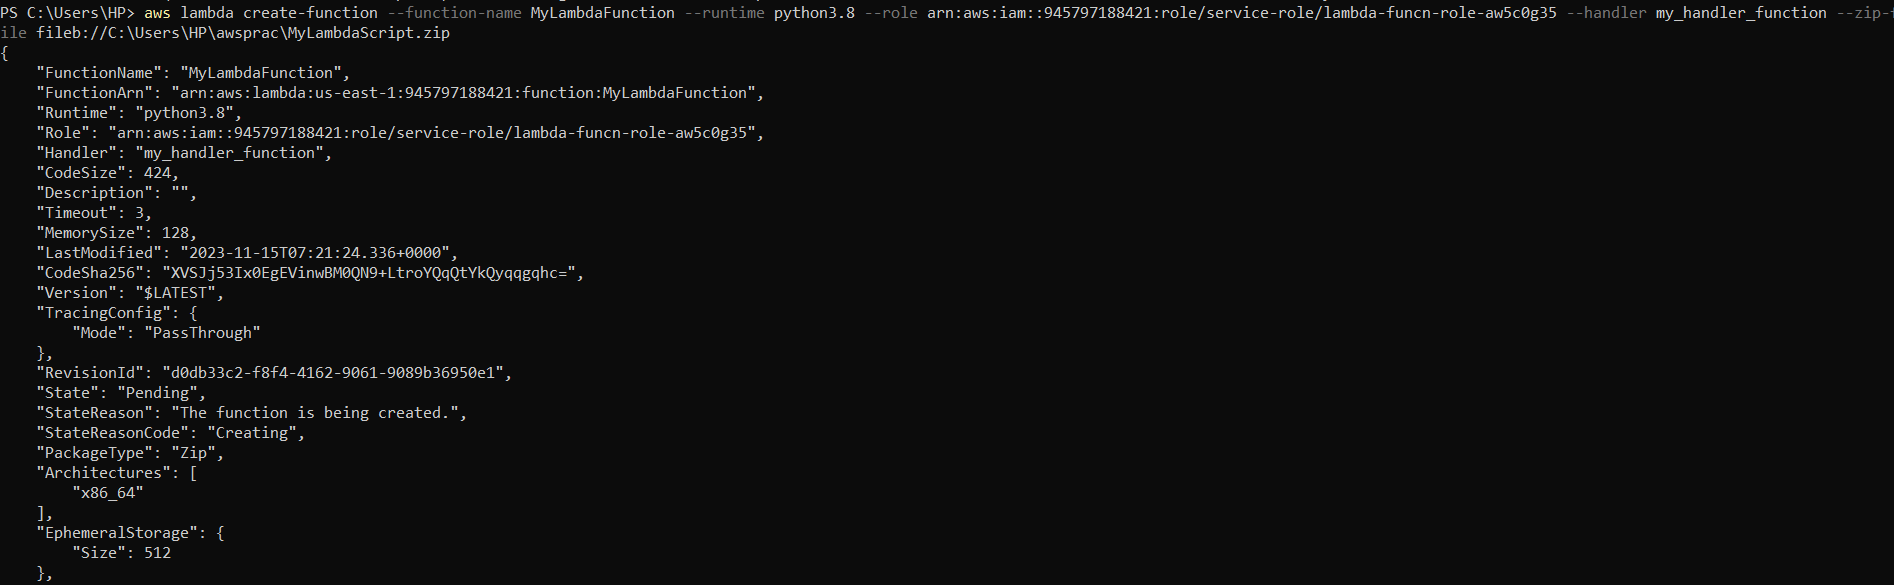 PS C:\Users\HP> aws lambda create-function --function-name MyLambdaFunction --runtime python3.8 --role arn:aws:iam::945797188421:role/service-role/lambda-funcn-role-aw5c0g35 --handler my_handler_function --zip-f
ile fileb://C:\Users\HP\awsprac\MyLambdaScript.zip
{
    "FunctionName": "MyLambdaFunction",
    "FunctionArn": "arn:aws:lambda:us-east-1:945797188421:function:MyLambdaFunction",
    "Runtime": "python3.8",
    "Role": "arn:aws:iam::945797188421:role/service-role/lambda-funcn-role-aw5c0g35",
    "Handler": "my_handler_function",
    "CodeSize": 424,
    "Description": "",
    "Timeout": 3,
    "MemorySize": 128,
    "LastModified": "2023-11-15T07:21:24.336+0000",
    "CodeSha256": "XVSJj53Ix0EgEVinwBM0QN9+LtroYQqQtYkQyqqgqhc=",
    "Version": "$LATEST",
    "TracingConfig": {
        "Mode": "PassThrough"
    },
    "RevisionId": "d0db33c2-f8f4-4162-9061-9089b36950e1",
    "State": "Pending",
    "StateReason": "The function is being created.",
    "StateReasonCode": "Creating",
    "PackageType": "Zip",
    "Architectures": [
        "x86_64"
    ],
    "EphemeralStorage": {
        "Size": 512
    },